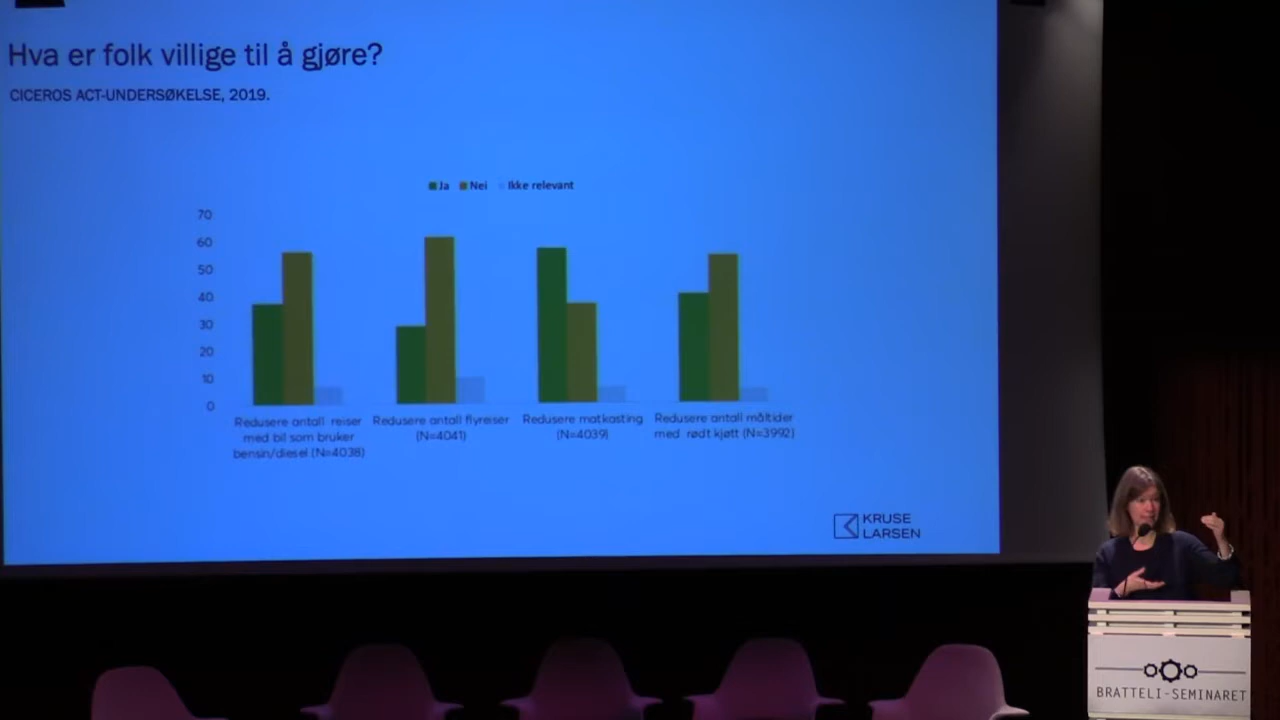 Hva er folk villige til å gjøre?
CICEROS ACT-UNDERSØKELSE, 2019.
Ja Nei Ikke relevant
70
60
50
40
30
20
10
0
Redusere antall reiser
med bil som bruker
bensin/diesel (N=4038)
Redusere antall flyreiser
(N=4041)
Redusere matkasting
(N=4039)
Redusere antall måltider
med rødt kjøtt (N=3992)
KRUSE
LARSEN
BRATTELI-SEMINARET